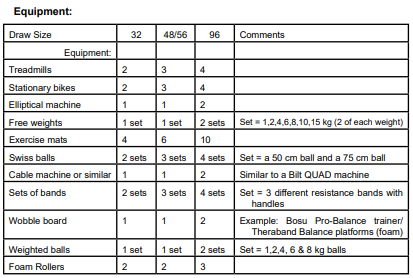 Equipment:
Draw Size 32 48/56 96 Comments
Equipment:
Treadmills 2 3 4
Stationary bikes 2 3 4
Elliptical machine 1 1 2
Free weights 1 set 1 set 2 sets Set = 1,2,4,6,8,10,15 kg (2 of each weight)
Exercise mats 4 6 10
Swiss balls 2 sets 3 sets 4 sets Set = a 50 cm ball and a 75 cm ball
Cable machine or similar 1 1 2 Similar to a Bilt QUAD machine
Sets of bands 2 sets 3 sets 4 sets Set = 3 different resistance bands with
handles
Wobble board 1 1 2 Example: Bosu Pro-Balance trainer/
Theraband Balance platforms (foam)
Weighted balls 1 set 1 set 2 sets Set = 1,2,4, 6 & 8 kg balls
Foam Rollers 2 2 3